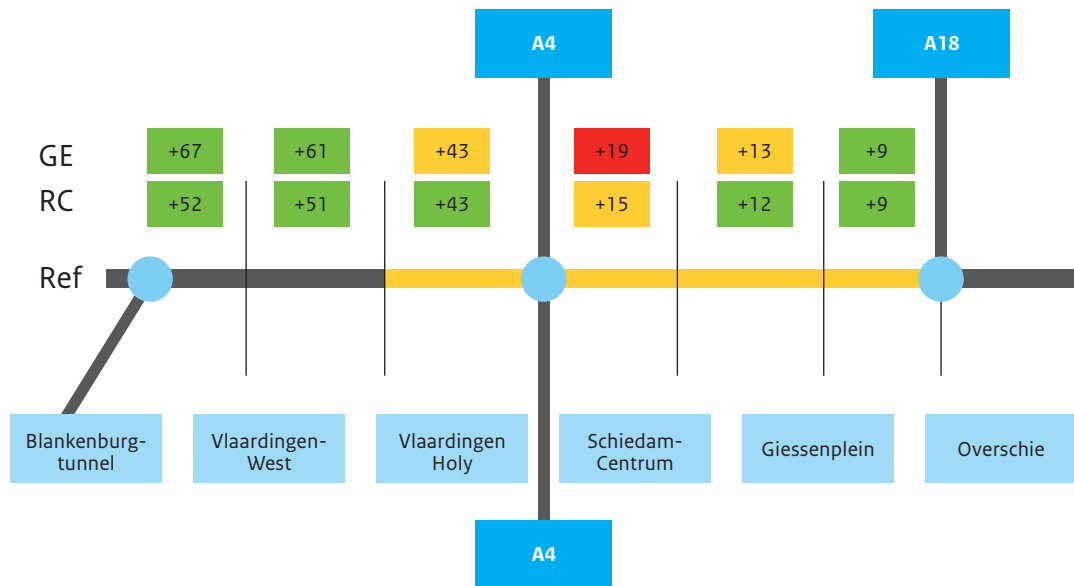 A4
A18
GE
+67
+61
+43
+19
+13
+9
RC
+52
+51
+43
+15
+12
+9
Ref
Blankenburg-
tunnel
Vlaardingen-
West
Vlaardingen
Holy
Schiedam-
Centrum
Giessenplein
Overschie
A4